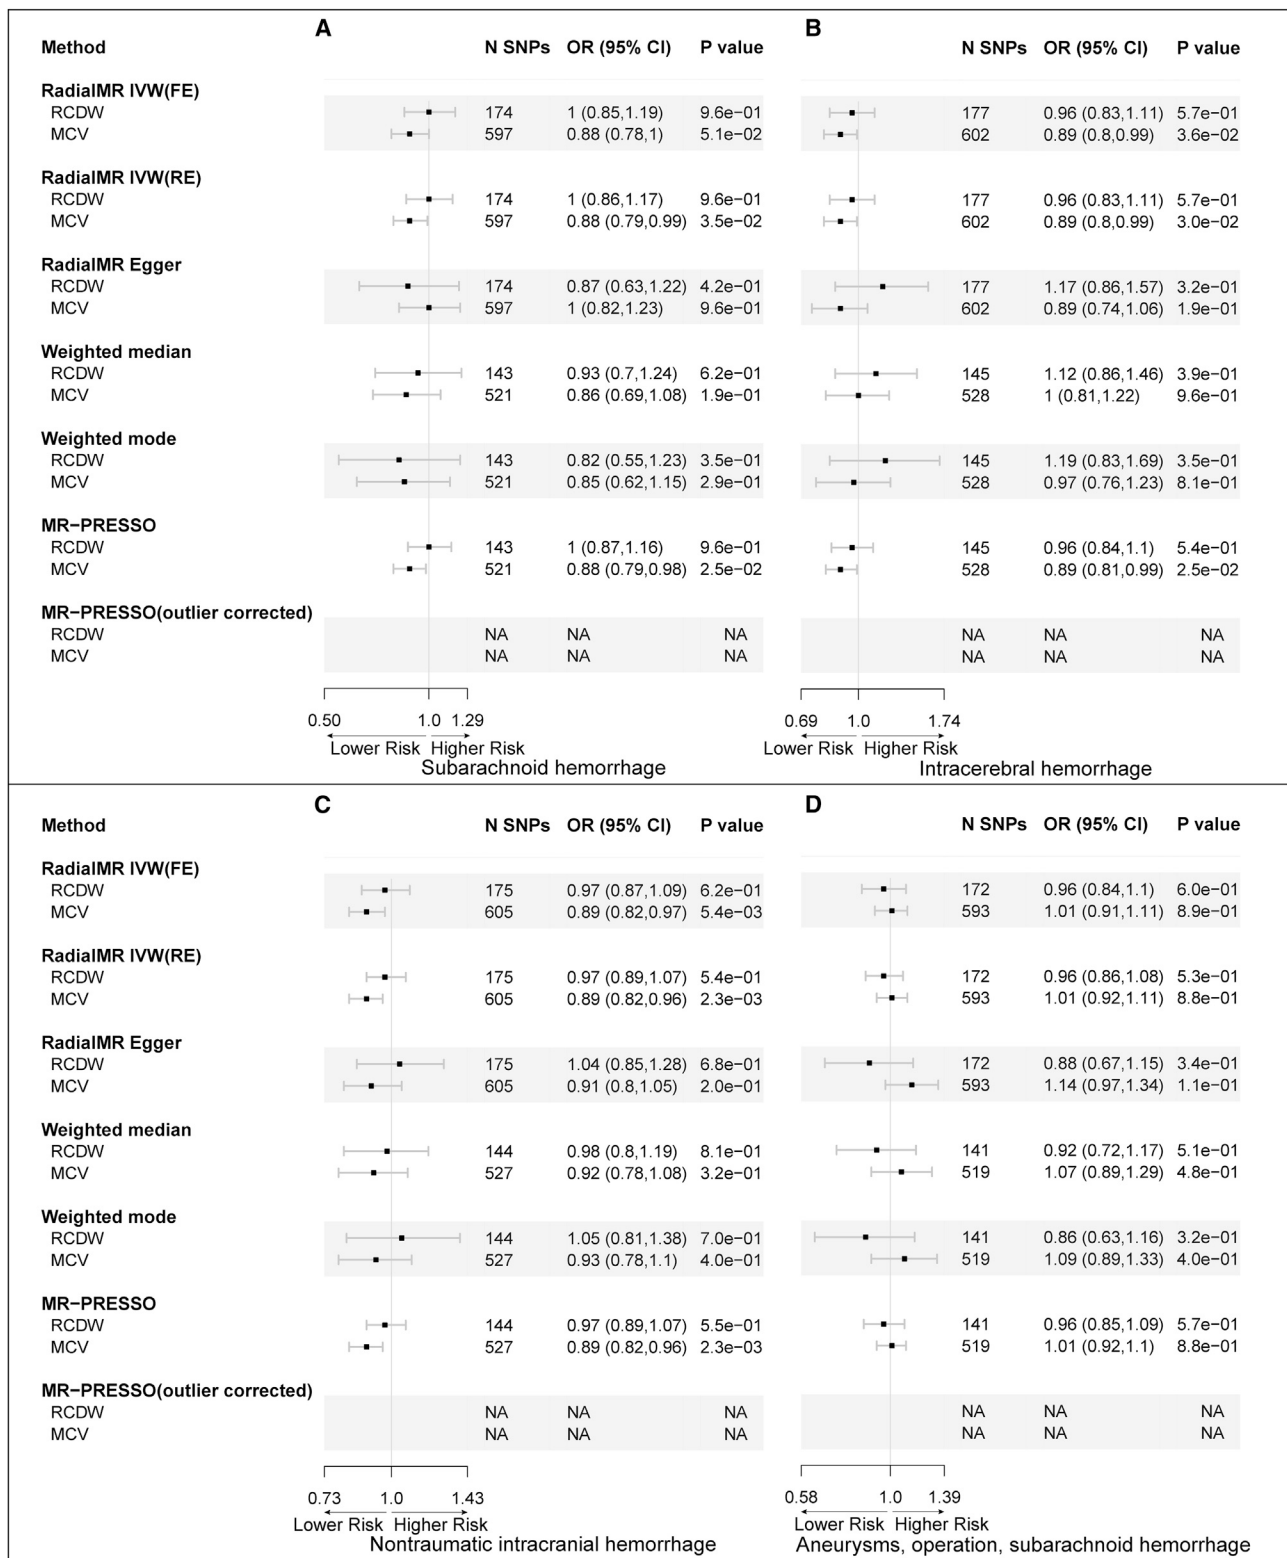 A B
Method N SNPs OR (95% CI) P value N SNPs OR (95% CI) P value
RadialMR IVW(FE)
RCDW 174 1 (0.85,1.19) 9.6e−01 177 0.96 (0.83,1.11) 5.7e−01
MCV 597 0.88 (0.78,1) 5.1e−02 602 0.89 (0.8,0.99) 3.6e−02
RadialMR IVW(RE)
RCDW 174 1 (0.86,1.17) 9.6e−01 177 0.96 (0.83,1.11) 5.7e−01
MCV 597 0.88 (0.79,0.99) 3.5e−02 602 0.89 (0.8,0.99) 3.0e−02
RadialMR Egger
RCDW 174 0.87 (0.63,1.22) 4.2e−01 177 1.17 (0.86,1.57) 3.2e−01
MCV 597 1 (0.82,1.23) 9.6e−01 602 0.89 (0.74,1.06) 1.9e−01
Weighted median
RCDW 143 0.93 (0.7,1.24) 6.2e−01 145 1.12 (0.86,1.46) 3.9e−01
MCV 521 0.86 (0.69,1.08) 1.9e−01 528 1 (0.81,1.22) 9.6e−01
Weighted mode
RCDW 143 0.82 (0.55,1.23) 3.5e−01 145 1.19 (0.83,1.69) 3.5e−01
MCV 521 0.85 (0.62,1.15) 2.9e−01 528 0.97 (0.76,1.23) 8.1e−01
MR−PRESSO
RCDW 143 1 (0.87,1.16) 9.6e−01 145 0.96 (0.84,1.1) 5.4e−01
MCV 521 0.88 (0.79,0.98) 2.5e−02 528 0.89 (0.81,0.99) 2.5e−02
MR−PRESSO(outlier corrected)
RCDW NA NA NA NA NA NA
MCV NA NA NA NA NA NA
0.50 1.0 1.29 0.69 1.0 1.74
Lower Risk Higher Risk Lower Risk Higher Risk
Subarachnoid hemorrhage Intracerebral hemorrhage
C D
Method N SNPs OR (95% CI) P value N SNPs OR (95% CI) P value
RadialMR IVW(FE)
RCDW 175 0.97 (0.87,1.09) 6.2e−01 172 0.96 (0.84,1.1) 6.0e−01
MCV 605 0.89 (0.82,0.97) 5.4e−03 593 1.01 (0.91,1.11) 8.9e−01
RadialMR IVW(RE)
RCDW 175 0.97 (0.89,1.07) 5.4e−01 172 0.96 (0.86,1.08) 5.3e−01
MCV 605 0.89 (0.82,0.96) 2.3e−03 593 1.01 (0.92,1.11) 8.8e−01
RadialMR Egger
RCDW 175 1.04 (0.85,1.28) 6.8e−01 172 0.88 (0.67,1.15) 3.4e−01
MCV 605 0.91 (0.8,1.05) 2.0e−01 593 1.14 (0.97,1.34) 1.1e−01
Weighted median
RCDW 144 0.98 (0.8,1.19) 8.1e−01 141 0.92 (0.72,1.17) 5.1e−01
MCV 527 0.92 (0.78,1.08) 3.2e−01 519 1.07 (0.89,1.29) 4.8e−01
Weighted mode
RCDW 144 1.05 (0.81,1.38) 7.0e−01 141 0.86 (0.63,1.16) 3.2e−01
MCV 527 0.93 (0.78,1.1) 4.0e−01 519 1.09 (0.89,1.33) 4.0e−01
MR−PRESSO
RCDW 144 0.97 (0.89,1.07) 5.5e−01 141 0.96 (0.85,1.09) 5.7e−01
MCV 527 0.89 (0.82,0.96) 2.3e−03 519 1.01 (0.92,1.1) 8.8e−01
MR−PRESSO(outlier corrected)
RCDW NA NA NA NA NA NA
MCV NA NA NA NA NA NA
0.73 1.0 1.43 0.58 1.0 1.39
Lower Risk Higher Risk Lower Risk Higher Risk
Nontraumatic intracranial hemorrhage Aneurysms, operation, subarachnoid hemorrhage